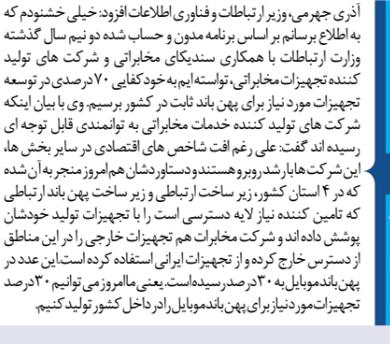 آذری جهرمی، وزیر ارتباطات و فناوری اطلاعات افزود: خیلی خشنودم که
به اطلاع برسانم بر اساس برنامه مدون و حساب شده دو نیم سال گذشته
وزارت ارتباطات با همکاری سندیکای مخابراتی و شرکت های تولید
کننده تجهیزات مخابراتی، توانسته ایم به خودکفایی ۷۰ درصدی در توسعه
تجهیزات مورد نیاز برای پهن باند ثابت در کشور برسیم. وی با بیان اینکه
شرکت های تولید کننده خدمات مخابراتی به توانمندی قابل توجه ای
رسیده اند گفت: علی رغم افت شاخص های اقتصادی در سایر بخش ها،
این شرکت ها با رشد روبرو هستند و دستاوردشان هم امروز منجر به آن شده
که در ۴ استان کشور، زیر ساخت ارتباطی و زیر ساخت پهن باند ارتباطی
که تامین کننده نیاز لایه دسترسی است را با تجهیزات تولید خودشان
پوشش داده اند و شرکت مخابرات هم تجهیزات خارجی را در این مناطق
از دسترس خارج کرده و از تجهیزات ایرانی استفاده کرده است. این عدد در
پهن باند موبایل به ۳۰ درصد رسیده است. یعنی ما امروز می توانیم ۳۰ درصد
تجهیزات مورد نیاز برای پهن باند موبایل را در داخل کشور تولید کنیم.